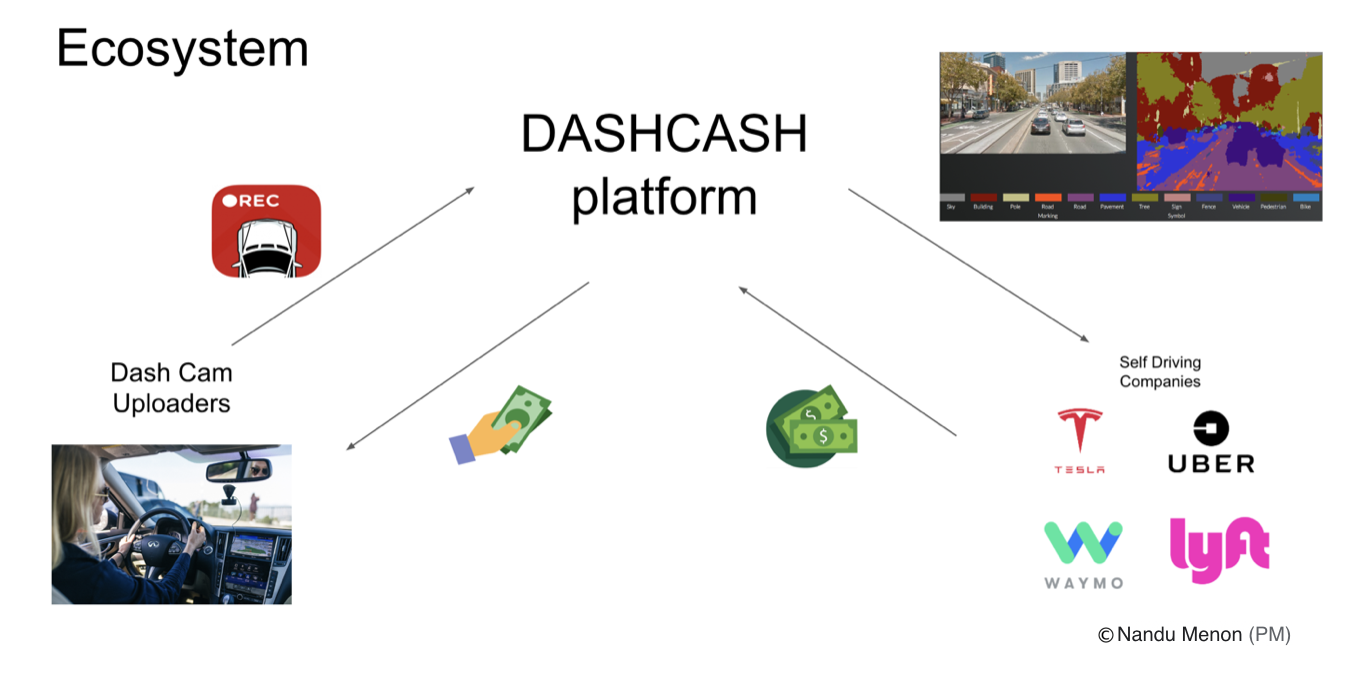 Ecosystem
DASHCASH
platform
REC
Dash Cam
Uploaders
Sky Building Pole Road Marking Road Pavement Tree Sign Symbol Fence Vehicle Pedestrian Bike
Self Driving
Companies
TESLA
UBER
WAYMO
lyft
$
© Nandu Menon (PM)